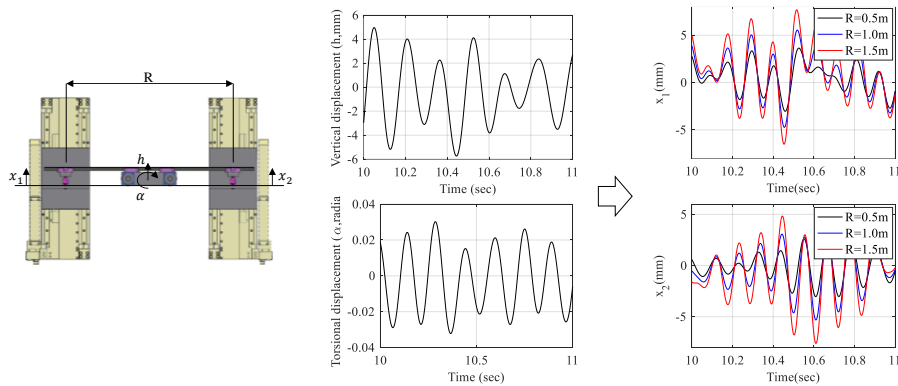 R
h
x1
x2
α
Vertical displacement (h,mm)
6
4
2
0
-2
-4
-6
10 10.2 10.4 10.6 10.8 11
Time (sec)
Torsional displacement (α,radia
0.04
0.02
0
-0.02
-0.04
10 10.5 11
Time (sec)
x1(mm)
5
0
-5
R=0.5m
R=1.0m
R=1.5m
10 10.2 10.4 10.6 10.8 11
Time(sec)
x2(mm)
5
0
-5
R=0.5m
R=1.0m
R=1.5m
10 10.2 10.4 10.6 10.8 11
Time(sec)